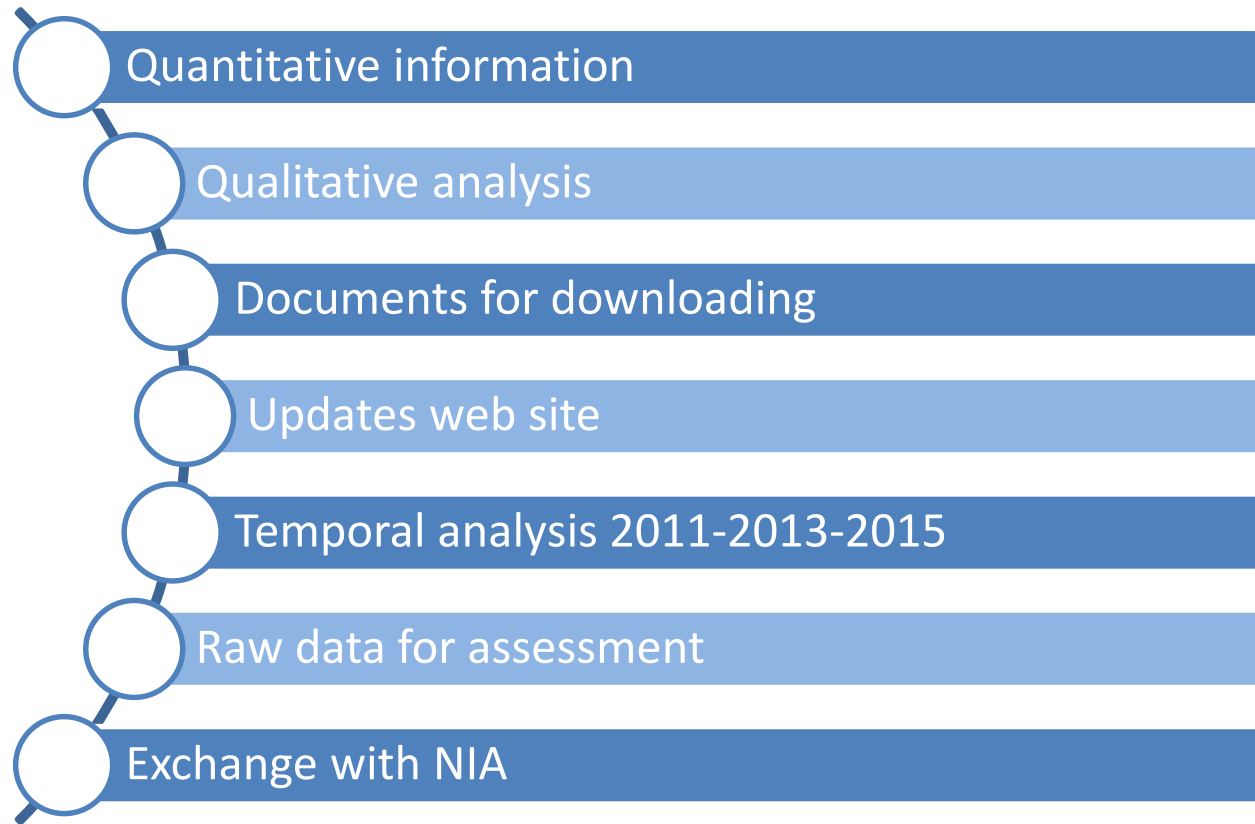 Quantitative information
Qualitative analysis
Documents for downloading
Updates web site
Temporal analysis 2011-2013-2015
Raw data for assessment
Exchange with NIA